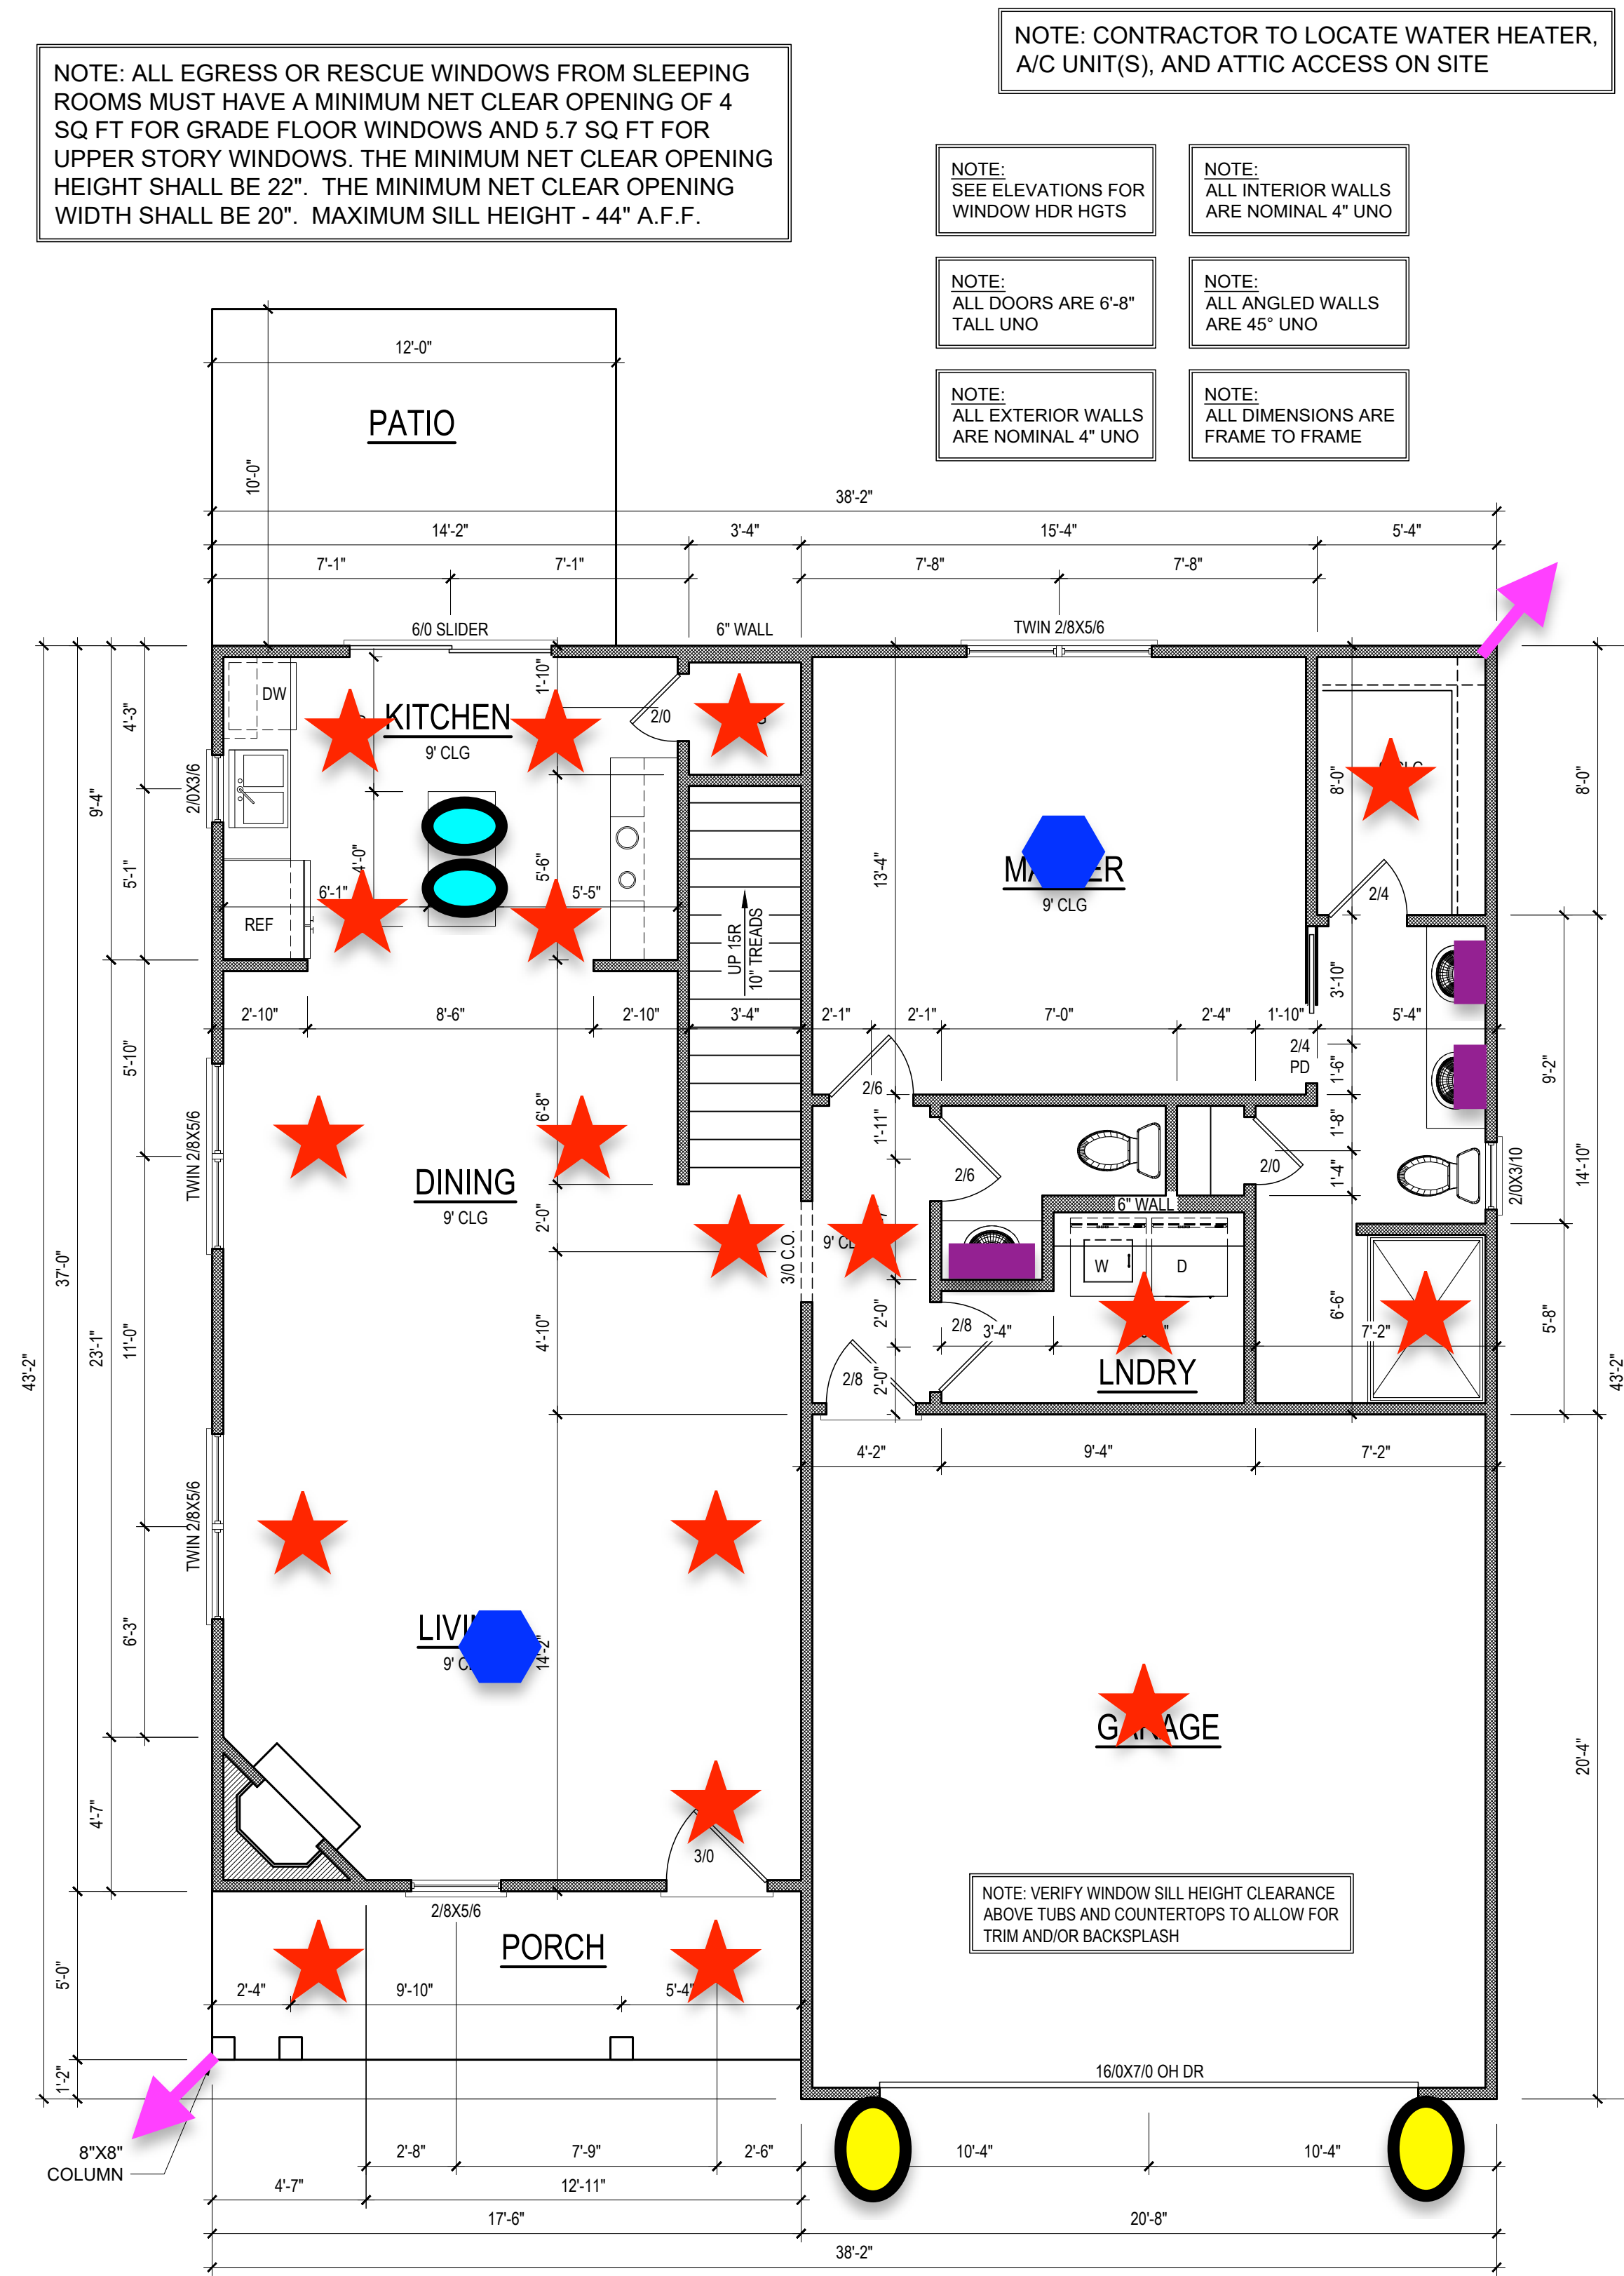 NOTE: CONTRACTOR TO LOCATE WATER HEATER,
A/C UNIT(S), AND ATTIC ACCESS ON SITE
NOTE: ALL EGRESS OR RESCUE WINDOWS FROM SLEEPING
ROOMS MUST HAVE A MINIMUM NET CLEAR OPENING OF 4
SQ FT FOR GRADE FLOOR WINDOWS AND 5.7 SQ FT FOR
UPPER STORY WINDOWS. THE MINIMUM NET CLEAR OPENING
HEIGHT SHALL BE 22". THE MINIMUM NET CLEAR OPENING
WIDTH SHALL BE 20". MAXIMUM SILL HEIGHT - 44" A.F.F.
NOTE:
SEE ELEVATIONS FOR
WINDOW HDR HGTS
NOTE:
ALL INTERIOR WALLS
ARE NOMINAL 4" UNO
NOTE:
ALL DOORS ARE 6'-8"
TALL UNO
NOTE:
ALL ANGLED WALLS
ARE 45° UNO
NOTE:
ALL EXTERIOR WALLS
ARE NOMINAL 4" UNO
NOTE:
ALL DIMENSIONS ARE
FRAME TO FRAME
12'-0"
PATIO
10'-0"
38'-2"
14'-2"
3'-4"
15'-4"
5'-4"
7'-1"
7'-1"
7'-8"
7'-8"
6/0 SLIDER
6" WALL
TWIN 2/8X5/6
DW
KITCHEN
9' CLG
1'-10"
2/0
4'-3"
2/0X3/6
9'-4"
5'-1"
4'-0"
5'-6"
6'-1"
5'-5"
REF
UP 15R
10" TREADS
13'-4"
9' CLG
8'-0"
8'-0"
2/4
3'-10"
2'-10"
8'-6"
2'-10"
3'-4"
2'-1"
2'-1"
7'-0"
2'-4"
1'-10"
5'-4"
2/4
PD
1'-6"
9'-2"
5'-10"
TWIN 2/8X5/6
6'-8"
2/6
1'-11"
1'-8"
2/6
2/0
1'-4"
14'-10"
2/0X3/10
DINING
9' CLG
2'-0"
6" WALL
3/0 C.O.
W
D
37'-0"
43'-2"
23'-1"
11'-0"
4'-10"
2'-0"
2/8
3'-4"
6'-6"
7'-2"
5'-8"
43'-2"
2/8
2'-0"
LNDRY
4'-2"
9'-4"
7'-2"
TWIN 2/8X5/6
6'-3"
14'-2"
GARAGE
20'-4"
4'-7"
3/0
2/8X5/6
NOTE: VERIFY WINDOW SILL HEIGHT CLEARANCE
ABOVE TUBS AND COUNTERTOPS TO ALLOW FOR
TRIM AND/OR BACKSPLASH
PORCH
5'-0"
2'-4"
9'-10"
5'-4"
1'-2"
16/0X7/0 OH DR
8"X8"
COLUMN
2'-8"
7'-9"
2'-6"
10'-4"
10'-4"
4'-7"
12'-11"
17'-6"
20'-8"
38'-2"